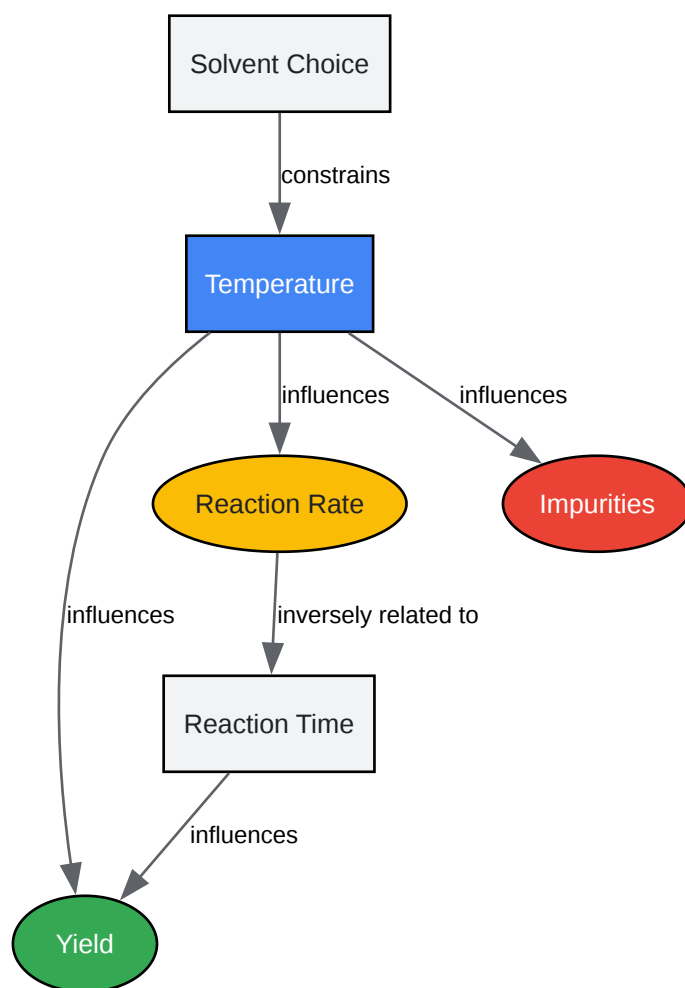 Solvent Choice
constrains
Temperature
influences
influences
Reaction Rate
Impurities
influences
inversely related to
Reaction Time
influences
Yield